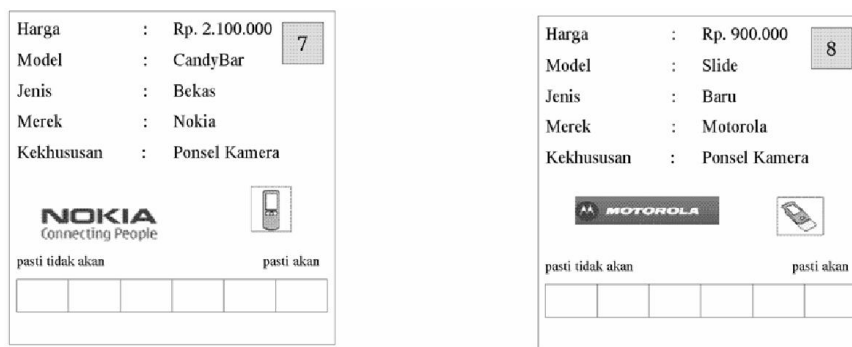 Harga : Rp. 2.100.000
7
Model : CandyBar
Jenis : Bekas
Merek : Nokia
Kekhususan : Ponsel Kamera
NOKIA
Connecting People
pasti tidak akan pasti akan
Harga : Rp. 900.000
8
Model : Slide
Jenis : Baru
Merek : Motorola
Kekhususan : Ponsel Kamera
MOTOROLA
pasti tidak akan pasti akan